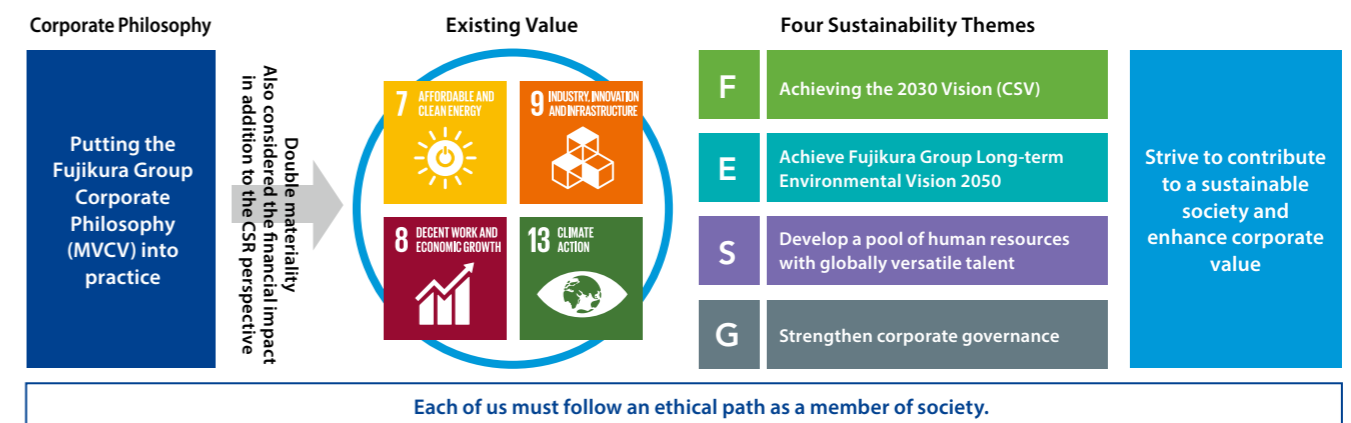 Corporate Philosophy
Existing Value
Four Sustainability Themes
Putting the
Fujikura Group
Corporate
Philosophy
(MVCV) into
practice
Double materiality
Also considered the financial impact
in addition to the CSR perspective
7 AFFORDABLE AND
CLEAN ENERGY
9 INDUSTRY, INNOVATION
AND INFRASTRUCTURE
8 DECENT WORK AND
ECONOMIC GROWTH
13 CLIMATE
ACTION
F
Achieving the 2030 Vision (CSV)
E
Achieve Fujikura Group Long-term
Environmental Vision 2050
S
Develop a pool of human resources
with globally versatile talent
G
Strengthen corporate governance
Strive to contribute
to a sustainable
society and
enhance corporate
value
Each of us must follow an ethical path as a member of society.